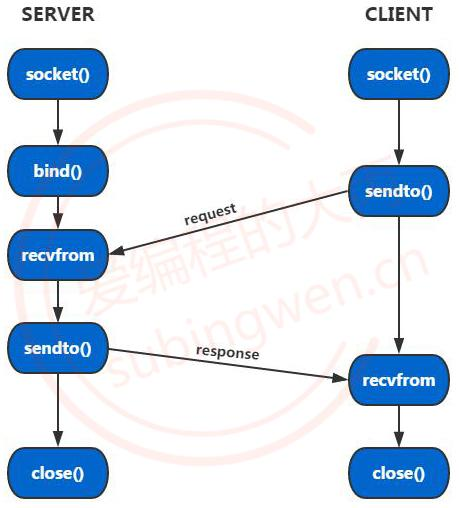 SERVER
CLIENT
socket()
socket()
bind()
sendto()
request
recvfrom
sendto()
response
recvfrom
close()
close()
爱编程的大
subingwen.cn